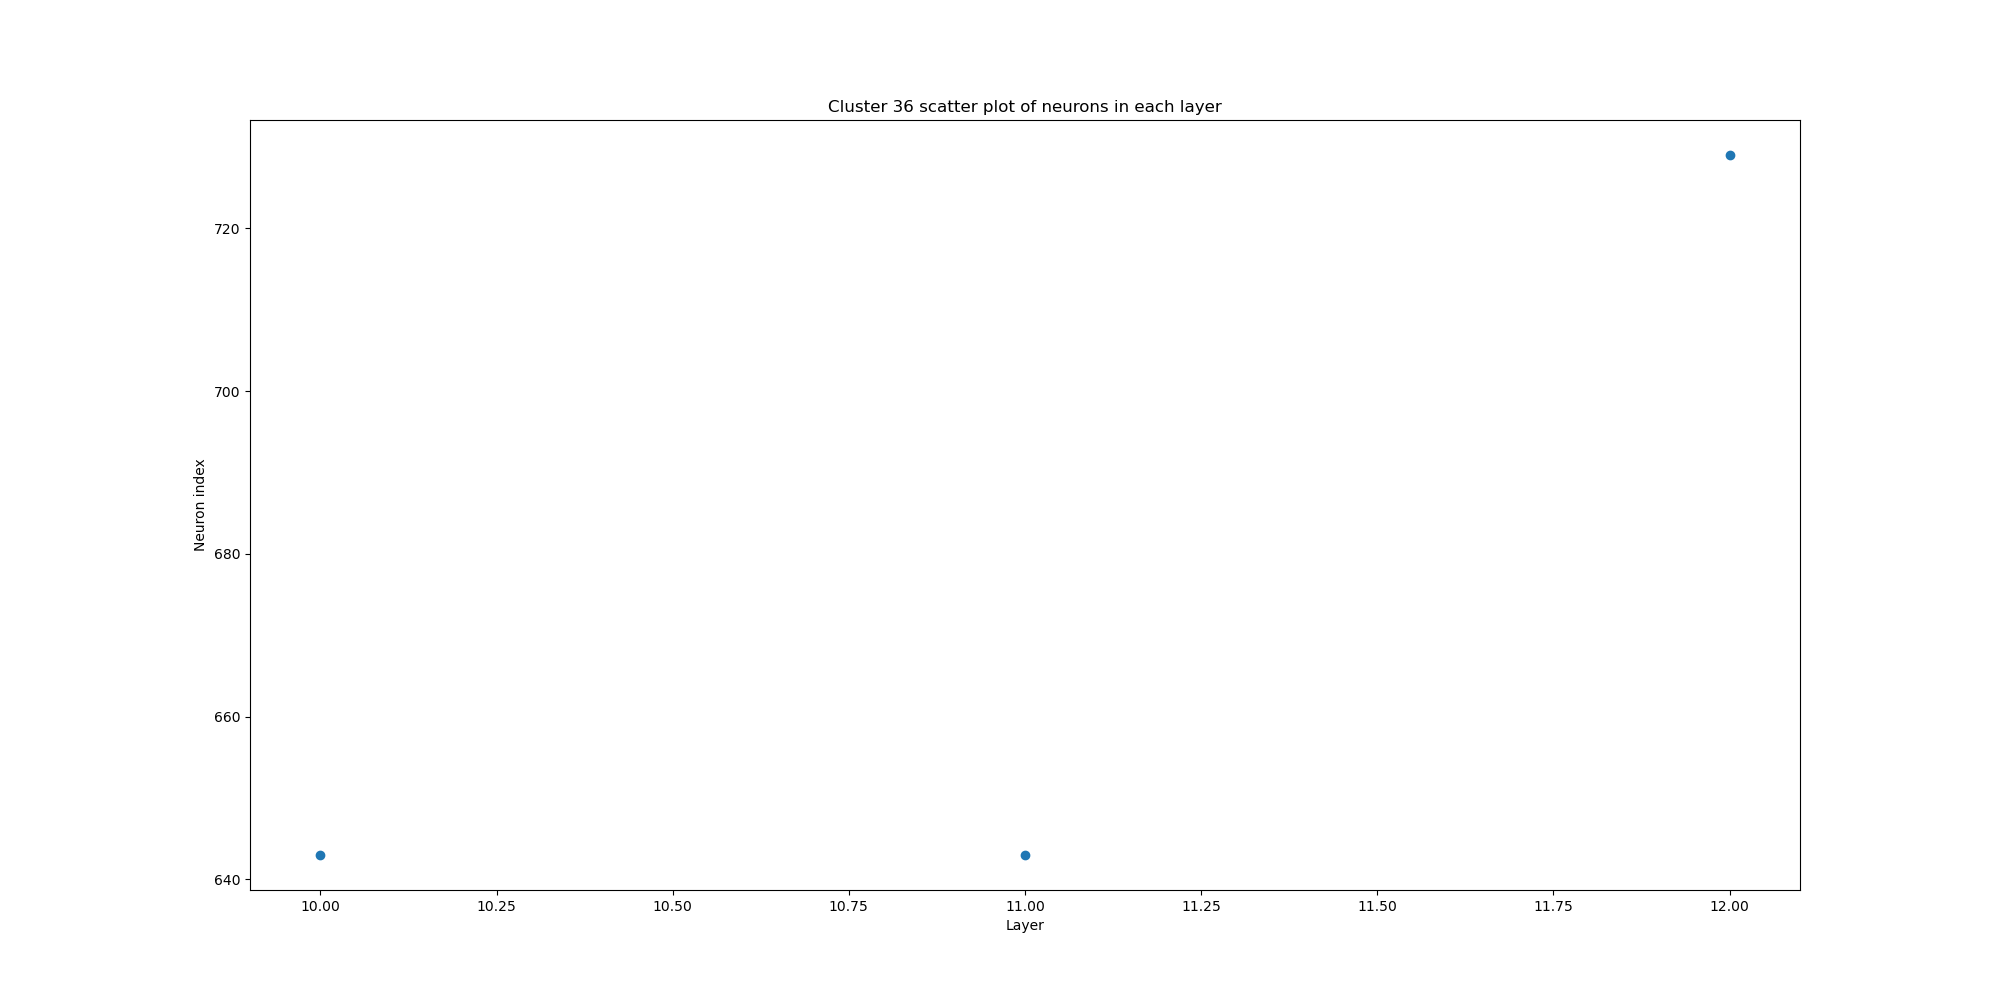 Cluster 36 scatter plot of neurons in each layer
Neuron index
720
700
680
660
640
10.00 10.25 10.50 10.75 11.00 11.25 11.50 11.75 12.00
Layer